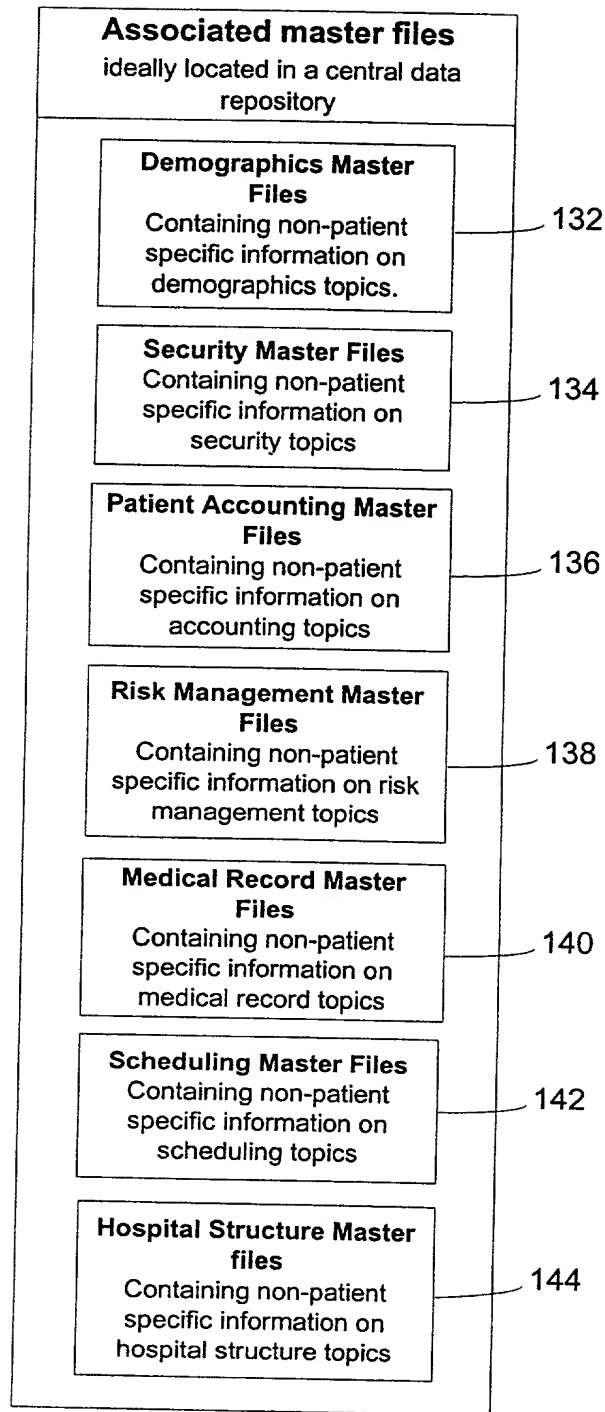 Associated master files
ideally located in a central data
repository
Demographics Master
Files
Containing non-patient
specific information on
demographics topics.
132
Security Master Files
Containing non-patient
specific information on
security topics
134
Patient Accounting Master
Files
Containing non-patient
specific information on
accounting topics
136
Risk Management Master
Files
Containing non-patient
specific information on risk
management topics
138
Medical Record Master
Files
Containing non-patient
specific information on
medical record topics
140
Scheduling Master Files
Containing non-patient
specific information on
scheduling topics
142
Hospital Structure Master
files
Containing non-patient
specific information on
hospital structure topics
144